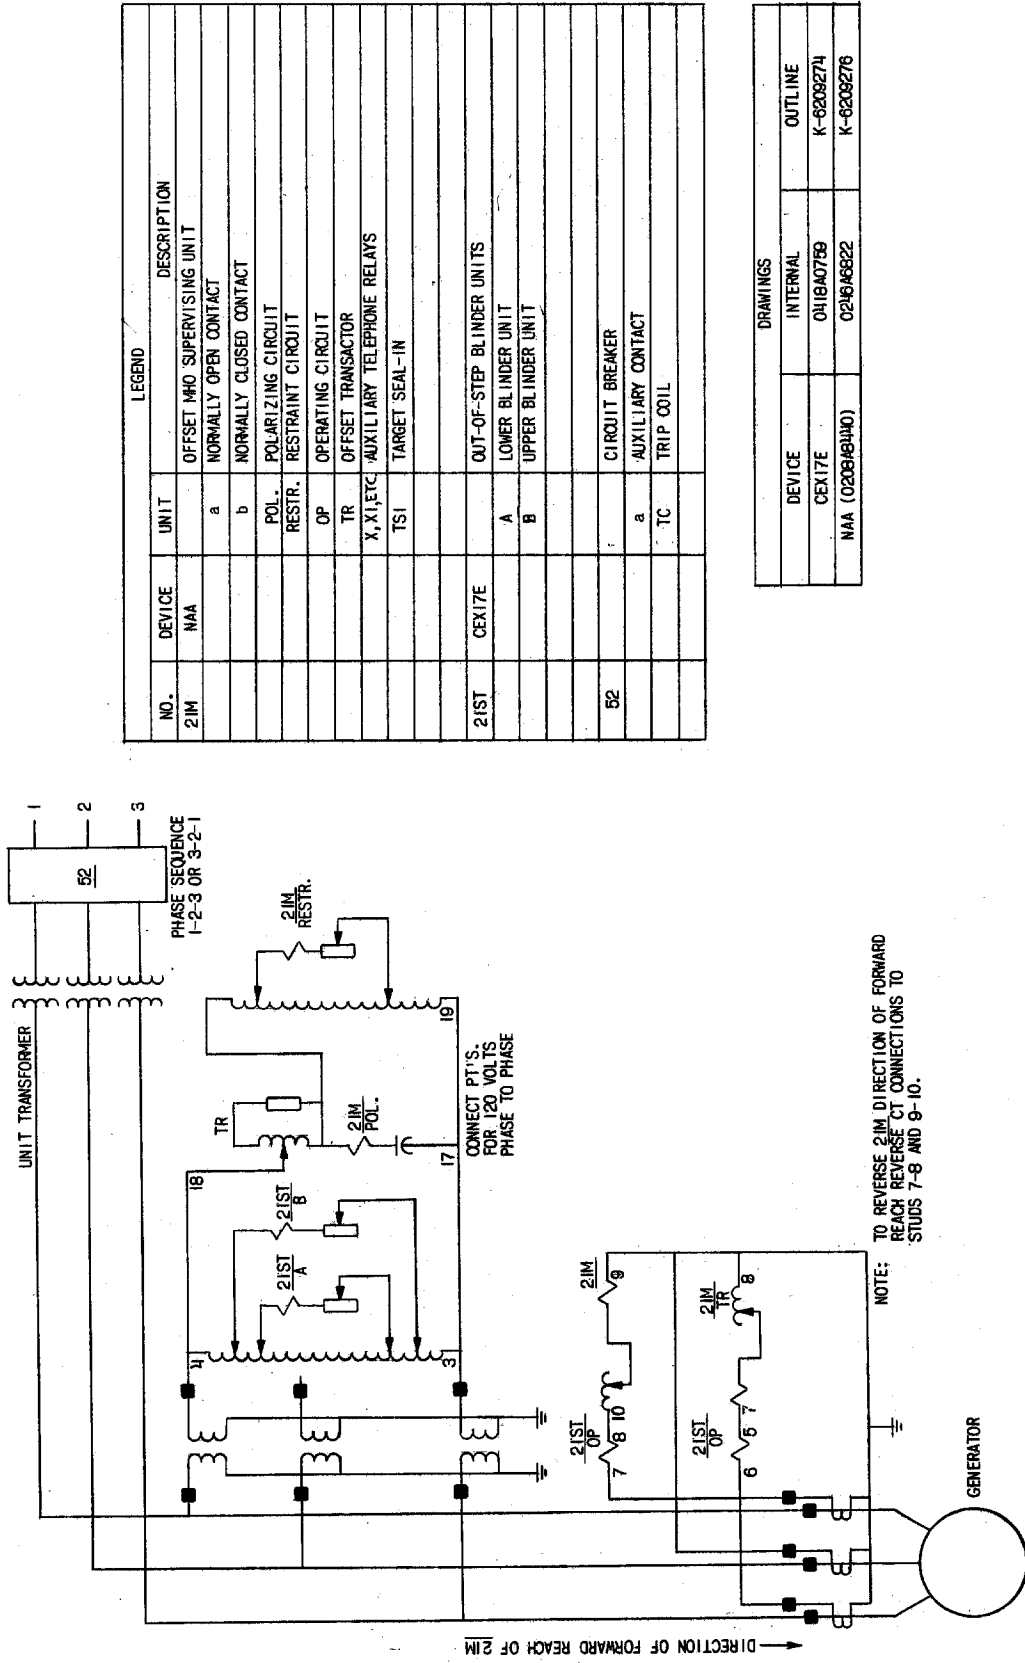 LEGEND
NO. DEVICE UNIT DESCRIPTION
21M NAA OFFSET MHO SUPERVISING UNIT
a NORMALLY OPEN CONTACT
b NORMALLY CLOSED CONTACT
POL. POLARIZING CIRCUIT
RESTR. RESTRAINT CIRCUIT
OP OPERATING CIRCUIT
TR OFFSET TRANSACTOR
X,X1,ETC. AUXILIARY TELEPHONE RELAYS
TSI TARGET SEAL-IN
21ST CEX17E OUT-OF-STEP BLINDER UNITS
A LOWER BLINDER UNIT
B UPPER BLINDER UNIT
52 CIRCUIT BREAKER
a AUXILIARY CONTACT
TC TRIP COIL
DRAWINGS
DEVICE INTERNAL OUTLINE
CEX17E 0418A0759 K-6209274
NAA (0208A8440) 0246A6822 K-6209276
UNIT TRANSFORMER
52
1
2
3
PHASE SEQUENCE
1-2-3 OR 3-2-1
4
3
21ST
A
21ST
B
18
TR
21M
POL.
17
19
21M
RESTR.
CONNECT PT'S.
FOR 120 VOLTS
PHASE TO PHASE
21ST
OP
7
8
10
21M
9
21ST
OP
6
5
7
21M
TR
8
NOTE: TO REVERSE 21M DIRECTION OF FORWARD
REACH REVERSE CT CONNECTIONS TO
STUDS 7-8 AND 9-10.
GENERATOR
DIRECTION OF FORWARD REACH OF 21M